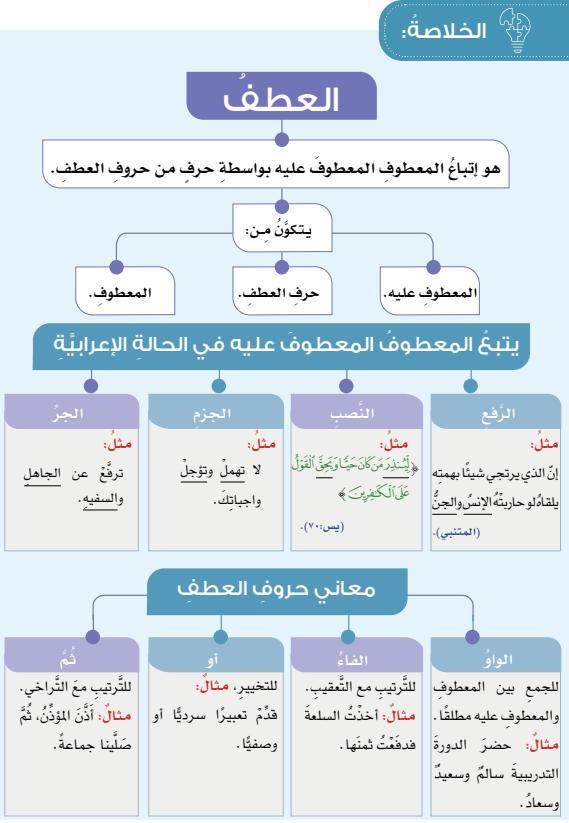 الخلاصةُ:
العطفُ
هو إتباعُ المعطوفِ المعطوفَ عليه بواسطةِ حرفٍ من حروفِ العطفِ.
يتكوَّنُ مِن:
المعطوفِ عليه.
حرفِ العطفِ.
المعطوفِ.
يتبعُ المعطوفُ المعطوفَ عليه في الحالةِ الإعرابيَّةِ
الرَّفعِ
مثلُ:
إنّ الذي يرتجي شيئًا بهمتِه
يلقاهُ لو حاربتْهُ الإنسُ والجنُّ
(المتنبي).
النَّصبِ
مثلُ:
﴿لِّيُنذِرَ مَن كَانَ حَيًّا وَيَحِقَّ ٱلْقَوْلُ
عَلَى ٱلْكَٰفِرِينَ﴾
(يس:٧٠).
الجزمِ
مثلُ:
لا تهملْ وتؤجلْ
واجباتِكَ.
الجرِّ
مثلُ:
ترفَّعْ عن الجاهلِ
والسفيهِ.
معاني حروفِ العطفِ
الواوُ
للجمعِ بين المعطوفِ
والمعطوفِ عليه مطلقًا.
مثالٌ: حضرَ الدورةَ
التدريبيةَ سالمٌ وسعيدٌ
وسعادُ.
الفاءُ
للترتيبِ مع التَّعقيبِ.
مثالٌ: أخذْتُ السلعةَ
فدفعْتُ ثمنَها.
أو
للتخييرِ، مثالٌ:
قدِّمْ تعبيرًا سرديًّا أو
وصفيًّا.
ثُمَّ
للتَّرتيبِ معَ التَّراخي.
مثالٌ: أذَّنَ المؤذِّنُ، ثُمَّ
صَلَّينا جماعةً.